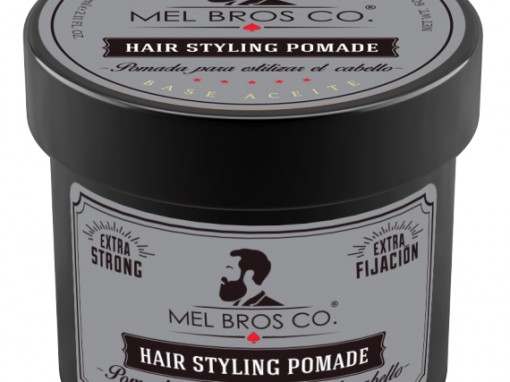 MEL BROS CO.®
HAIR STYLING POMADE
-Pomada para estilizar el cabello-
BASE ACEITE
EXTRA STRONG
EXTRA FIJACIÓN
MEL BROS CO.®
HAIR STYLING POMADE